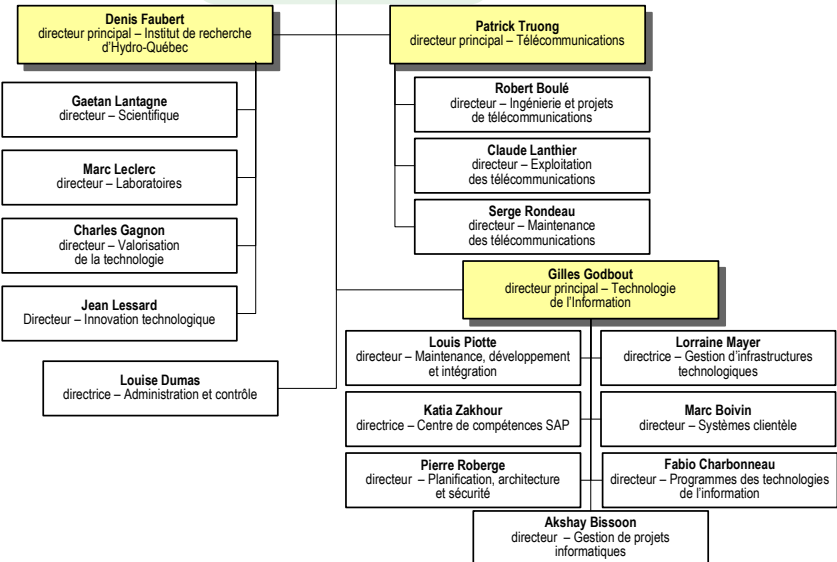 Denis Faubert
directeur principal – Institut de recherche
d'Hydro-Québec
Gaetan Lantagne
directeur – Scientifique
Marc Leclerc
directeur – Laboratoires
Charles Gagnon
directeur – Valorisation
de la technologie
Jean Lessard
Directeur – Innovation technologique
Louise Dumas
directrice – Administration et contrôle
Patrick Truong
directeur principal – Télécommunications
Robert Boulé
directeur – Ingénierie et projets
de télécommunications
Claude Lanthier
directeur – Exploitation
des télécommunications
Serge Rondeau
directeur – Maintenance
des télécommunications
Gilles Godbout
directeur principal – Technologie
de l'Information
Louis Piotte
directeur – Maintenance, développement
et intégration
Lorraine Mayer
directrice – Gestion d'infrastructures
technologiques
Katia Zakhour
directrice – Centre de compétences SAP
Marc Boivin
directeur – Systèmes clientèle
Pierre Roberge
directeur – Planification, architecture
et sécurité
Fabio Charbonneau
directeur – Programmes des technologies
de l'information
Akshay Bissoon
directeur – Gestion de projets
informatiques